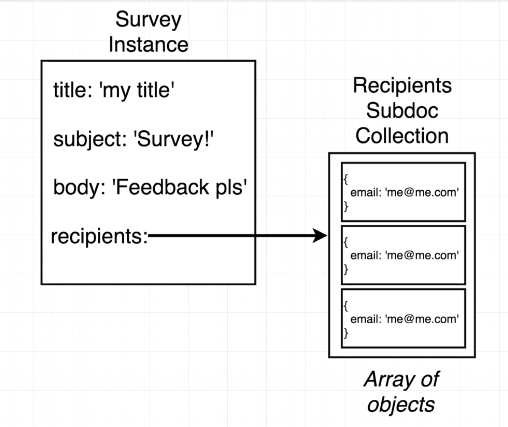 Survey
Instance
title: 'my title'
subject: 'Survey!'
body: 'Feedback pls'
recipients:
Recipients
Subdoc
Collection
{
email: 'me@me.com'
}
{
email: 'me@me.com'
}
{
email: 'me@me.com'
}
Array of
objects